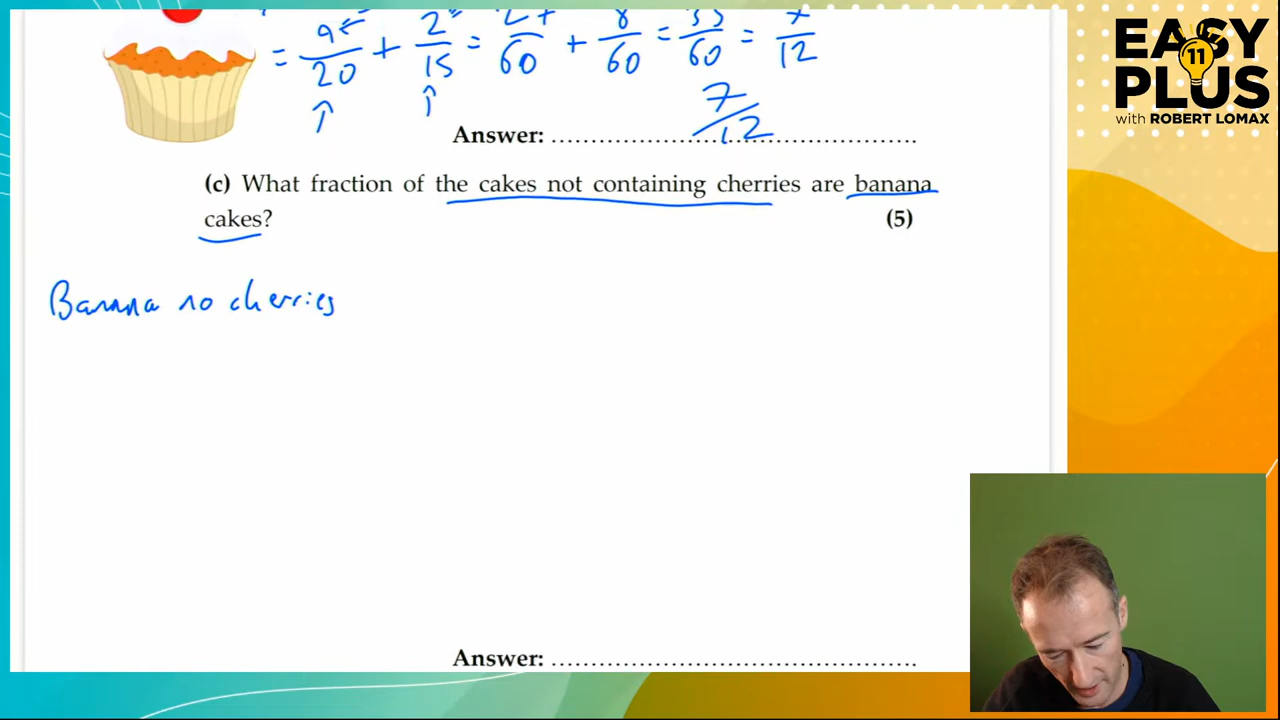 = 9/20 + 2/15 = 27/60 + 8/60 = 35/60 = 7/12
EASY
11
PLUS
with ROBERT LOMAX
7/12
Answer: ........................................................
(c) What fraction of the cakes not containing cherries are banana
cakes? (5)
Banana no cherries
Answer: ........................................................